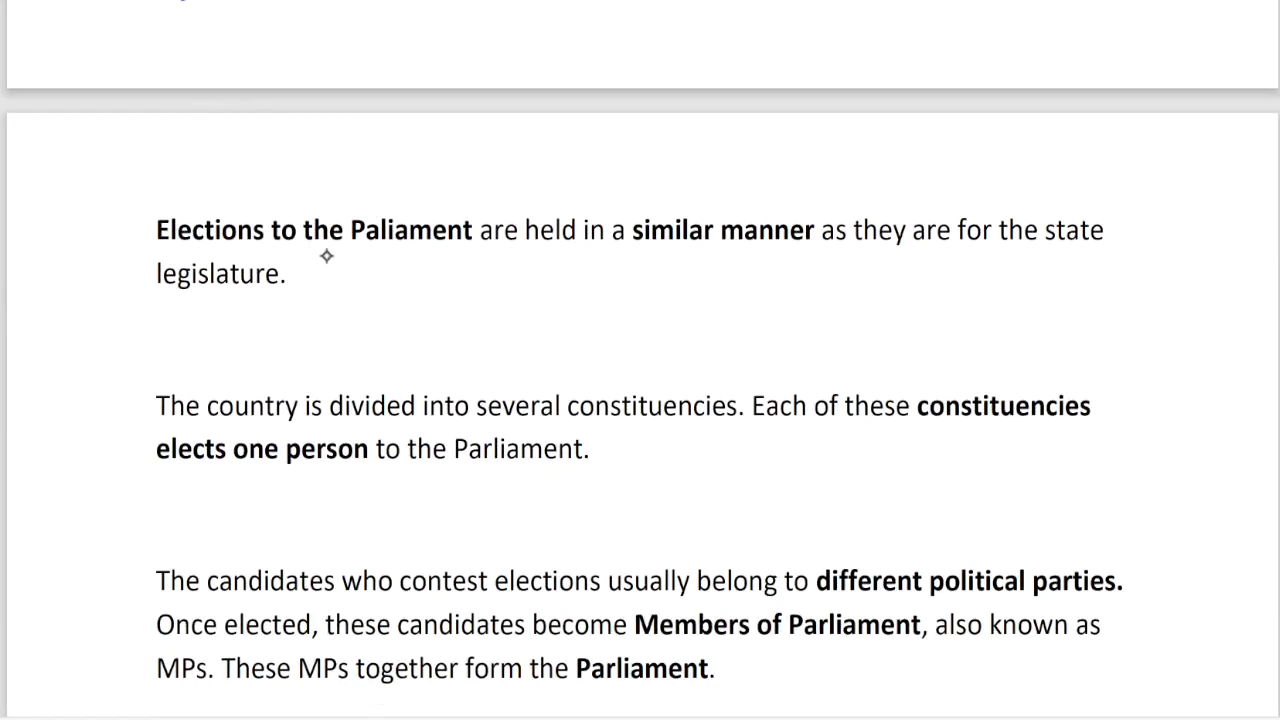 Elections to the Paliament are held in a similar manner as they are for the state
legislature.
The country is divided into several constituencies. Each of these constituencies
elects one person to the Parliament.
The candidates who contest elections usually belong to different political parties.
Once elected, these candidates become Members of Parliament, also known as
MPs. These MPs together form the Parliament.